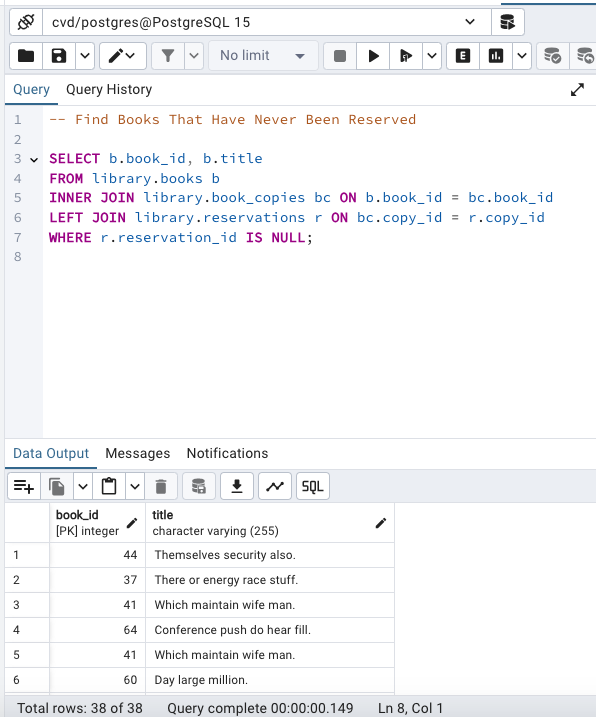 cvd/postgres@PostgreSQL 15
No limit
E
Query Query History
1 -- Find Books That Have Never Been Reserved
2
3 SELECT b.book_id, b.title
4 FROM library.books b
5 INNER JOIN library.book_copies bc ON b.book_id = bc.book_id
6 LEFT JOIN library.reservations r ON bc.copy_id = r.copy_id
7 WHERE r.reservation_id IS NULL;
8
Data Output Messages Notifications
SQL
book_id title
[PK] integer character varying (255)
1 44 Themselves security also.
2 37 There or energy race stuff.
3 41 Which maintain wife man.
4 64 Conference push do hear fill.
5 41 Which maintain wife man.
6 60 Day large million.
Total rows: 38 of 38 Query complete 00:00:00.149 Ln 8, Col 1